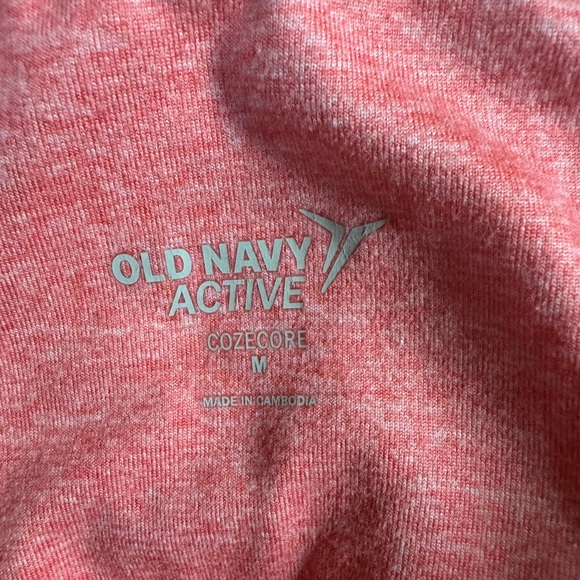 OLD NAVY
ACTIVE
COZECORE
M
MADE IN CAMBODIA